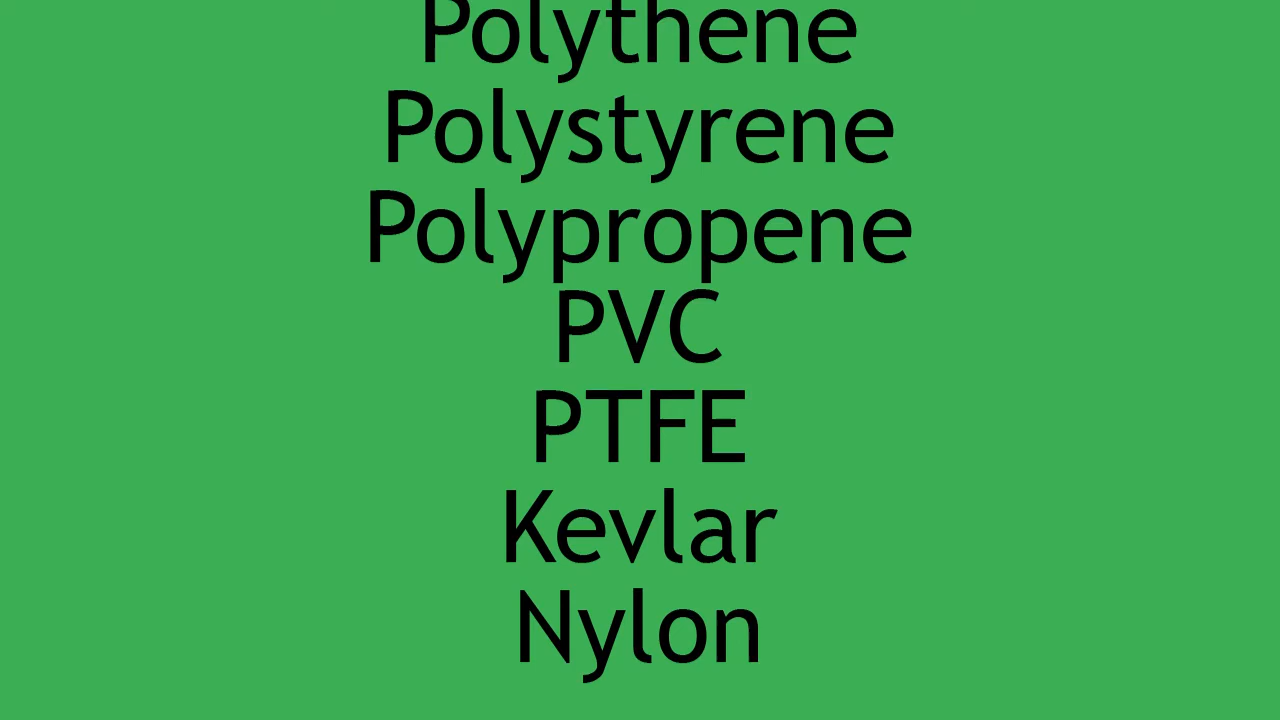 Polythene
Polystyrene
Polypropene
PVC
PTFE
Kevlar
Nylon